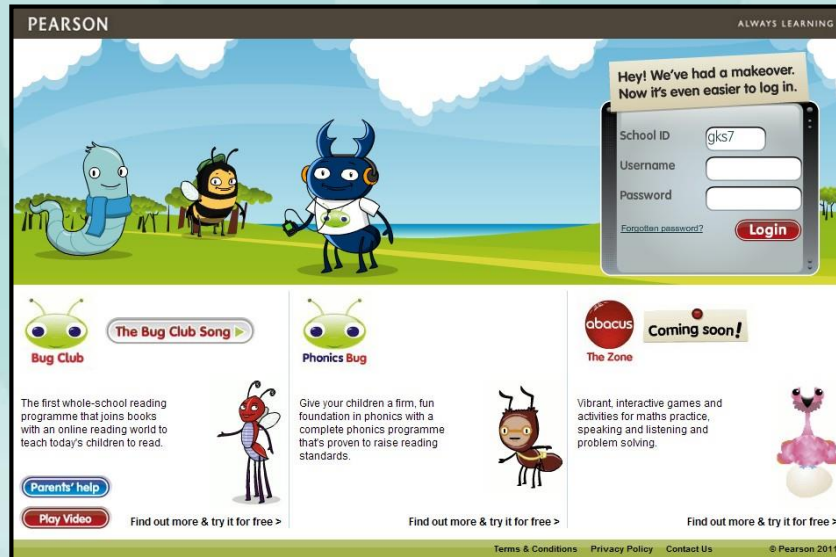 PEARSON
ALWAYS LEARNING
Hey! We've had a makeover.
Now it's even easier to log in.
School ID
gks7
Username
Password
Forgotten password?
Login
Bug Club
The Bug Club Song
The first whole-school reading
programme that joins books
with an online reading world to
teach today's children to read.
Parents' help
Play Video
Find out more & try it for free >
Phonics Bug
Give your children a firm, fun
foundation in phonics with a
complete phonics programme
that's proven to raise reading
standards.
Find out more & try it for free >
abacus
The Zone
Coming soon!
Vibrant, interactive games and
activities for maths practice,
speaking and listening and
problem solving.
Find out more & try it for free >
Terms & Conditions Privacy Policy Contact Us © Pearson 2011